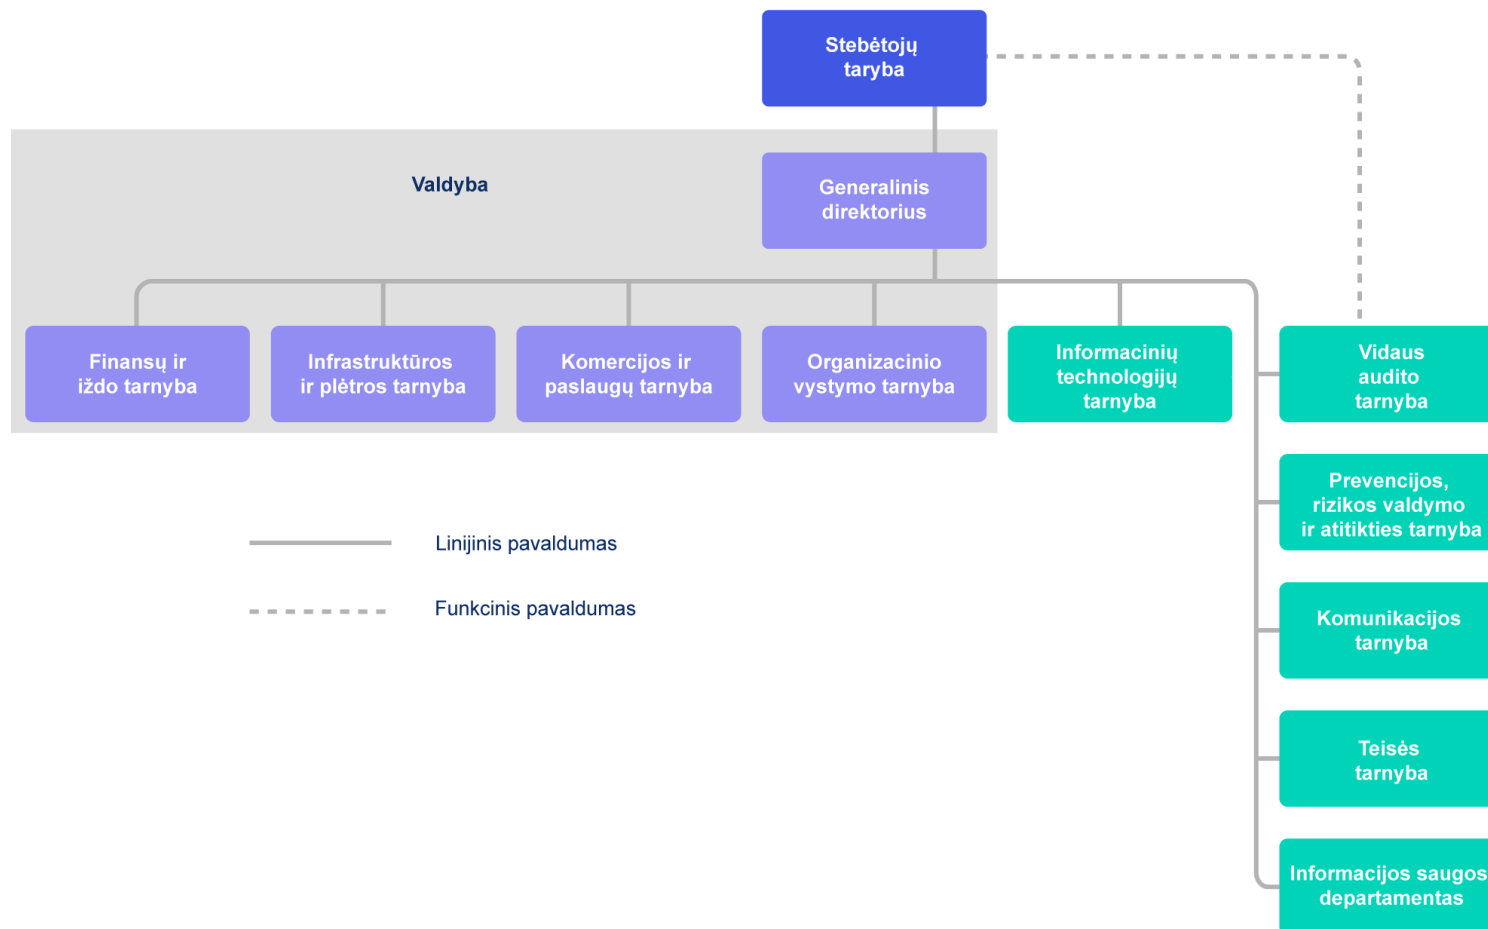 Stebėtojų
taryba
Valdyba
Generalinis
direktorius
Finansų ir
iždo tarnyba
Infrastruktūros
ir plėtros tarnyba
Komercijos ir
paslaugų tarnyba
Organizacinio
vystymo tarnyba
Informacinių
technologijų
tarnyba
Vidaus
audito
tarnyba
Prevencijos,
rizikos valdymo
ir atitikties tarnyba
Komunikacijos
tarnyba
Teisės
tarnyba
Informacijos saugos
departamentas
Linijinis pavaldumas
Funkcinis pavaldumas